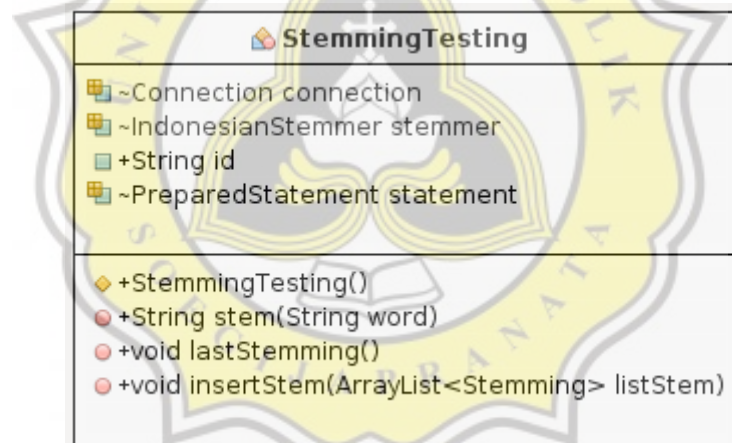 StemmingTesting
~Connection connection
~IndonesianStemmer stemmer
+String id
~PreparedStatement statement
+StemmingTesting()
+String stem(String word)
+void lastStemming()
+void insertStem(ArrayList<Stemming> listStem)